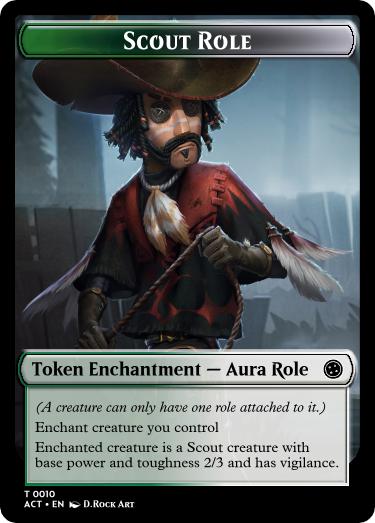 Scout Role
Token Enchantment — Aura Role
(A creature can only have one role attached to it.)
Enchant creature you control
Enchanted creature is a Scout creature with
base power and toughness 2/3 and has vigilance.
T 0010
ACT • EN D.Rock Art